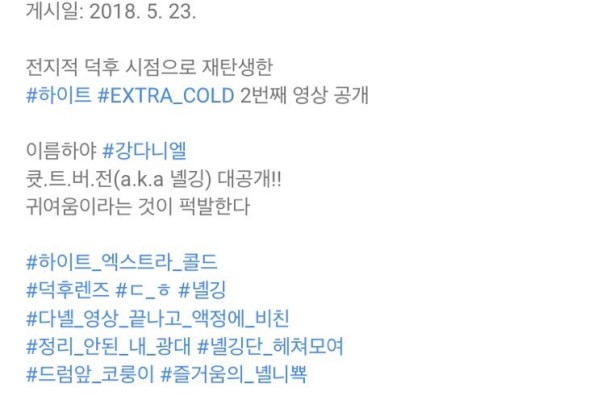 게시일: 2018. 5. 23.
전지적 덕후 시점으로 재탄생한
#하이트 #EXTRA_COLD 2번째 영상 공개
이름하야 #강다니엘
큣.트.버.전(a.k.a 녤깅) 대공개!!
귀여움이라는 것이 퍽발한다
#하이트_엑스트라_콜드
#덕후렌즈 #ㄷ_ㅎ #녤깅
#다녤_영상_끝나고_액정에_비친
#정리_안된_내_광대 #녤깅단_헤쳐모여
#드럼앞_코룽이 #즐거움의_녤니쁔